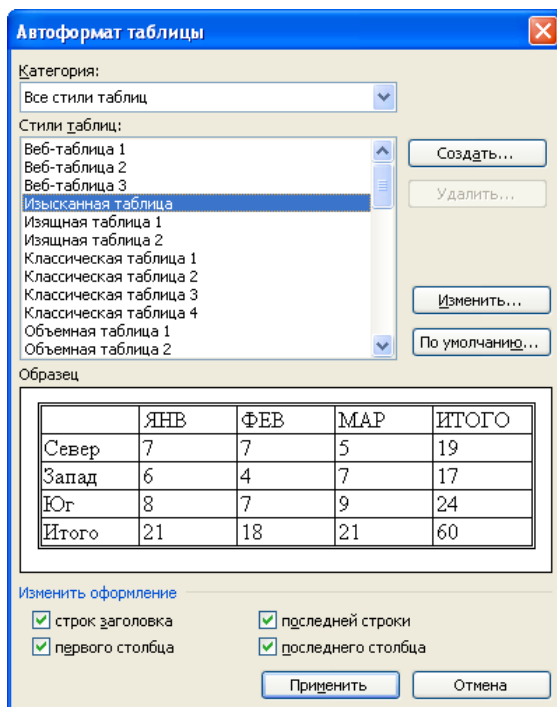 Автоформат таблицы
Категория:
Все стили таблиц
Стили таблиц:
Веб-таблица 1
Веб-таблица 2
Веб-таблица 3
Изысканная таблица
Изящная таблица 1
Изящная таблица 2
Классическая таблица 1
Классическая таблица 2
Классическая таблица 3
Классическая таблица 4
Объемная таблица 1
Объемная таблица 2
Создать...
Удалить...
Изменить...
По умолчанию...
Образец
ЯНВ ФЕВ МАР ИТОГО
Север 7 7 5 19
Запад 6 4 7 17
Юг 8 7 9 24
Итого 21 18 21 60
Изменить оформление
строк заголовка последней строки
первого столбца последнего столбца
Применить Отмена